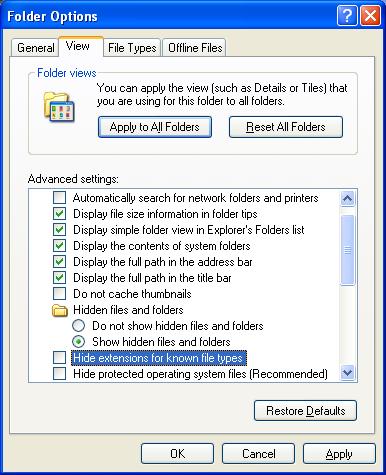 Folder Options
General
View
File Types
Offline Files
Folder views
You can apply the view (such as Details or Tiles) that
you are using for this folder to all folders.
Apply to All Folders
Reset All Folders
Advanced settings:
Automatically search for network folders and printers
Display file size information in folder tips
Display simple folder view in Explorer's Folders list
Display the contents of system folders
Display the full path in the address bar
Display the full path in the title bar
Do not cache thumbnails
Hidden files and folders
Do not show hidden files and folders
Show hidden files and folders
Hide extensions for known file types
Hide protected operating system files (Recommended)
Restore Defaults
OK
Cancel
Apply